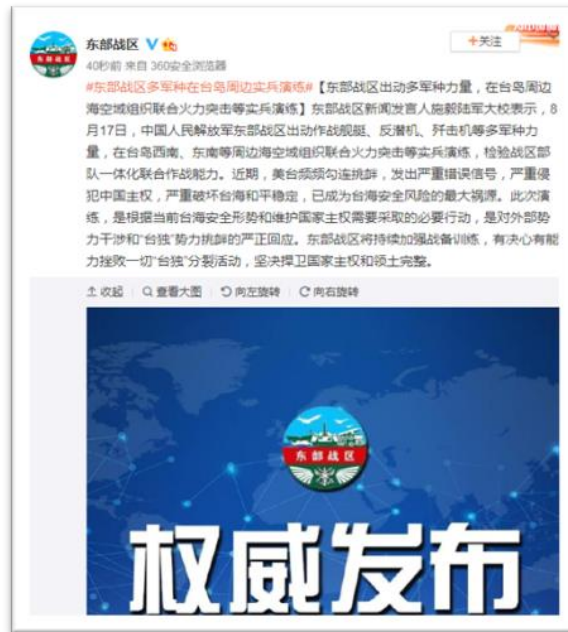 东部战区
+关注
40秒前 来自 360安全浏览器
#东部战区多军种在台岛周边实兵演练#【东部战区出动多军种力量，在台岛周边
海空域组织联合火力突击等实兵演练】东部战区新闻发言人施毅陆军大校表示，8
月17日，中国人民解放军东部战区出动作战舰艇、反潜机、歼击机等多军种力
量，在台岛西南、东南等周边海空域组织联合火力突击等实兵演练，检验战区部
队一体化联合作战能力。近期，美台频频勾连挑衅，发出严重错误信号，严重侵
犯中国主权，严重破坏台海和平稳定，已成为台海安全风险的最大祸源。此次演
练，是根据当前台海安全形势和维护国家主权需要采取的必要行动，是对外部势
力干涉和“台独”势力挑衅的严正回应。东部战区将持续加强战备训练，有决心有能
力挫败一切“台独”分裂活动，坚决捍卫国家主权和领土完整。
收起 查看大图 向左旋转 向右旋转
东部战区
权威发布